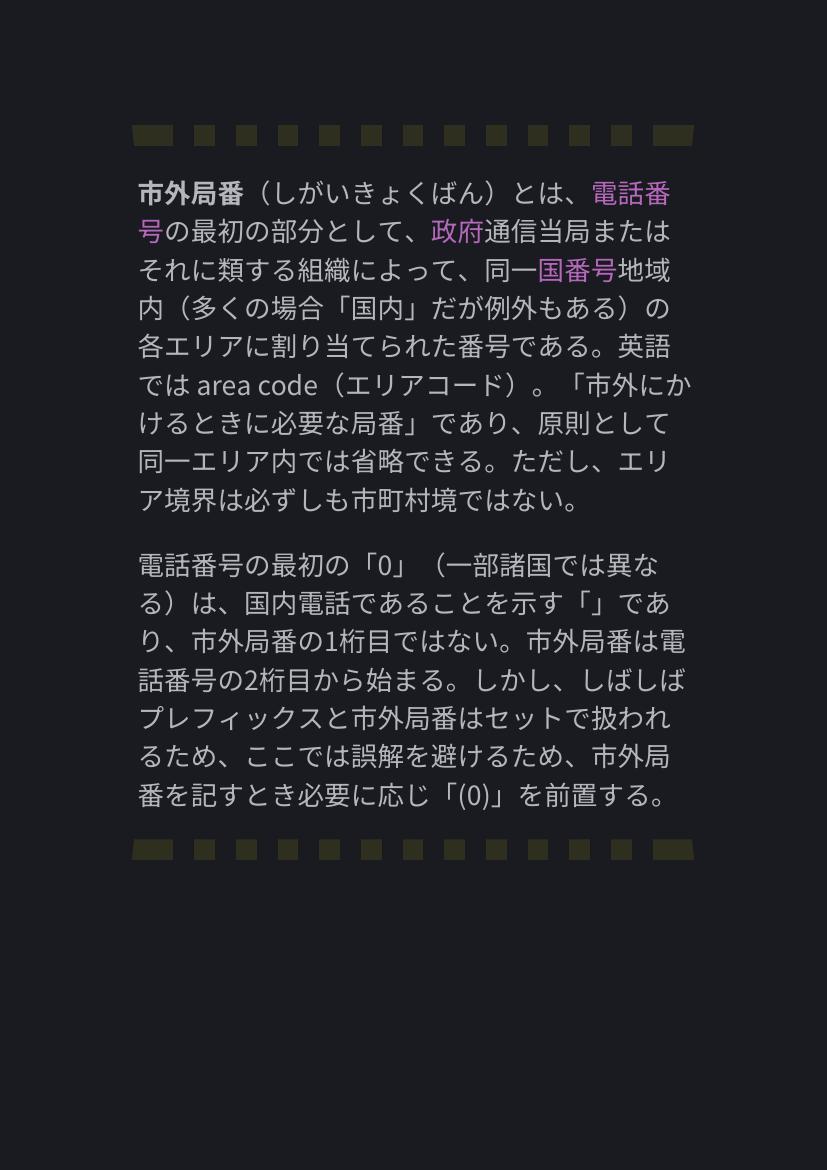 市外局番（しがいきょくばん）とは、電話番
号の最初の部分として、政府通信当局または
それに類する組織によって、同一国番号地域
内（多くの場合「国内」だが例外もある）の
各エリアに割り当てられた番号である。英語
では area code（エリアコード）。「市外にか
けるときに必要な局番」であり、原則として
同一エリア内では省略できる。ただし、エリ
ア境界は必ずしも市町村境ではない。
電話番号の最初の「0」（一部諸国では異な
る）は、国内電話であることを示す「」であ
り、市外局番の1桁目ではない。市外局番は電
話番号の2桁目から始まる。しかし、しばしば
プレフィックスと市外局番はセットで扱われ
るため、ここでは誤解を避けるため、市外局
番を記すとき必要に応じ「(0)」を前置する。